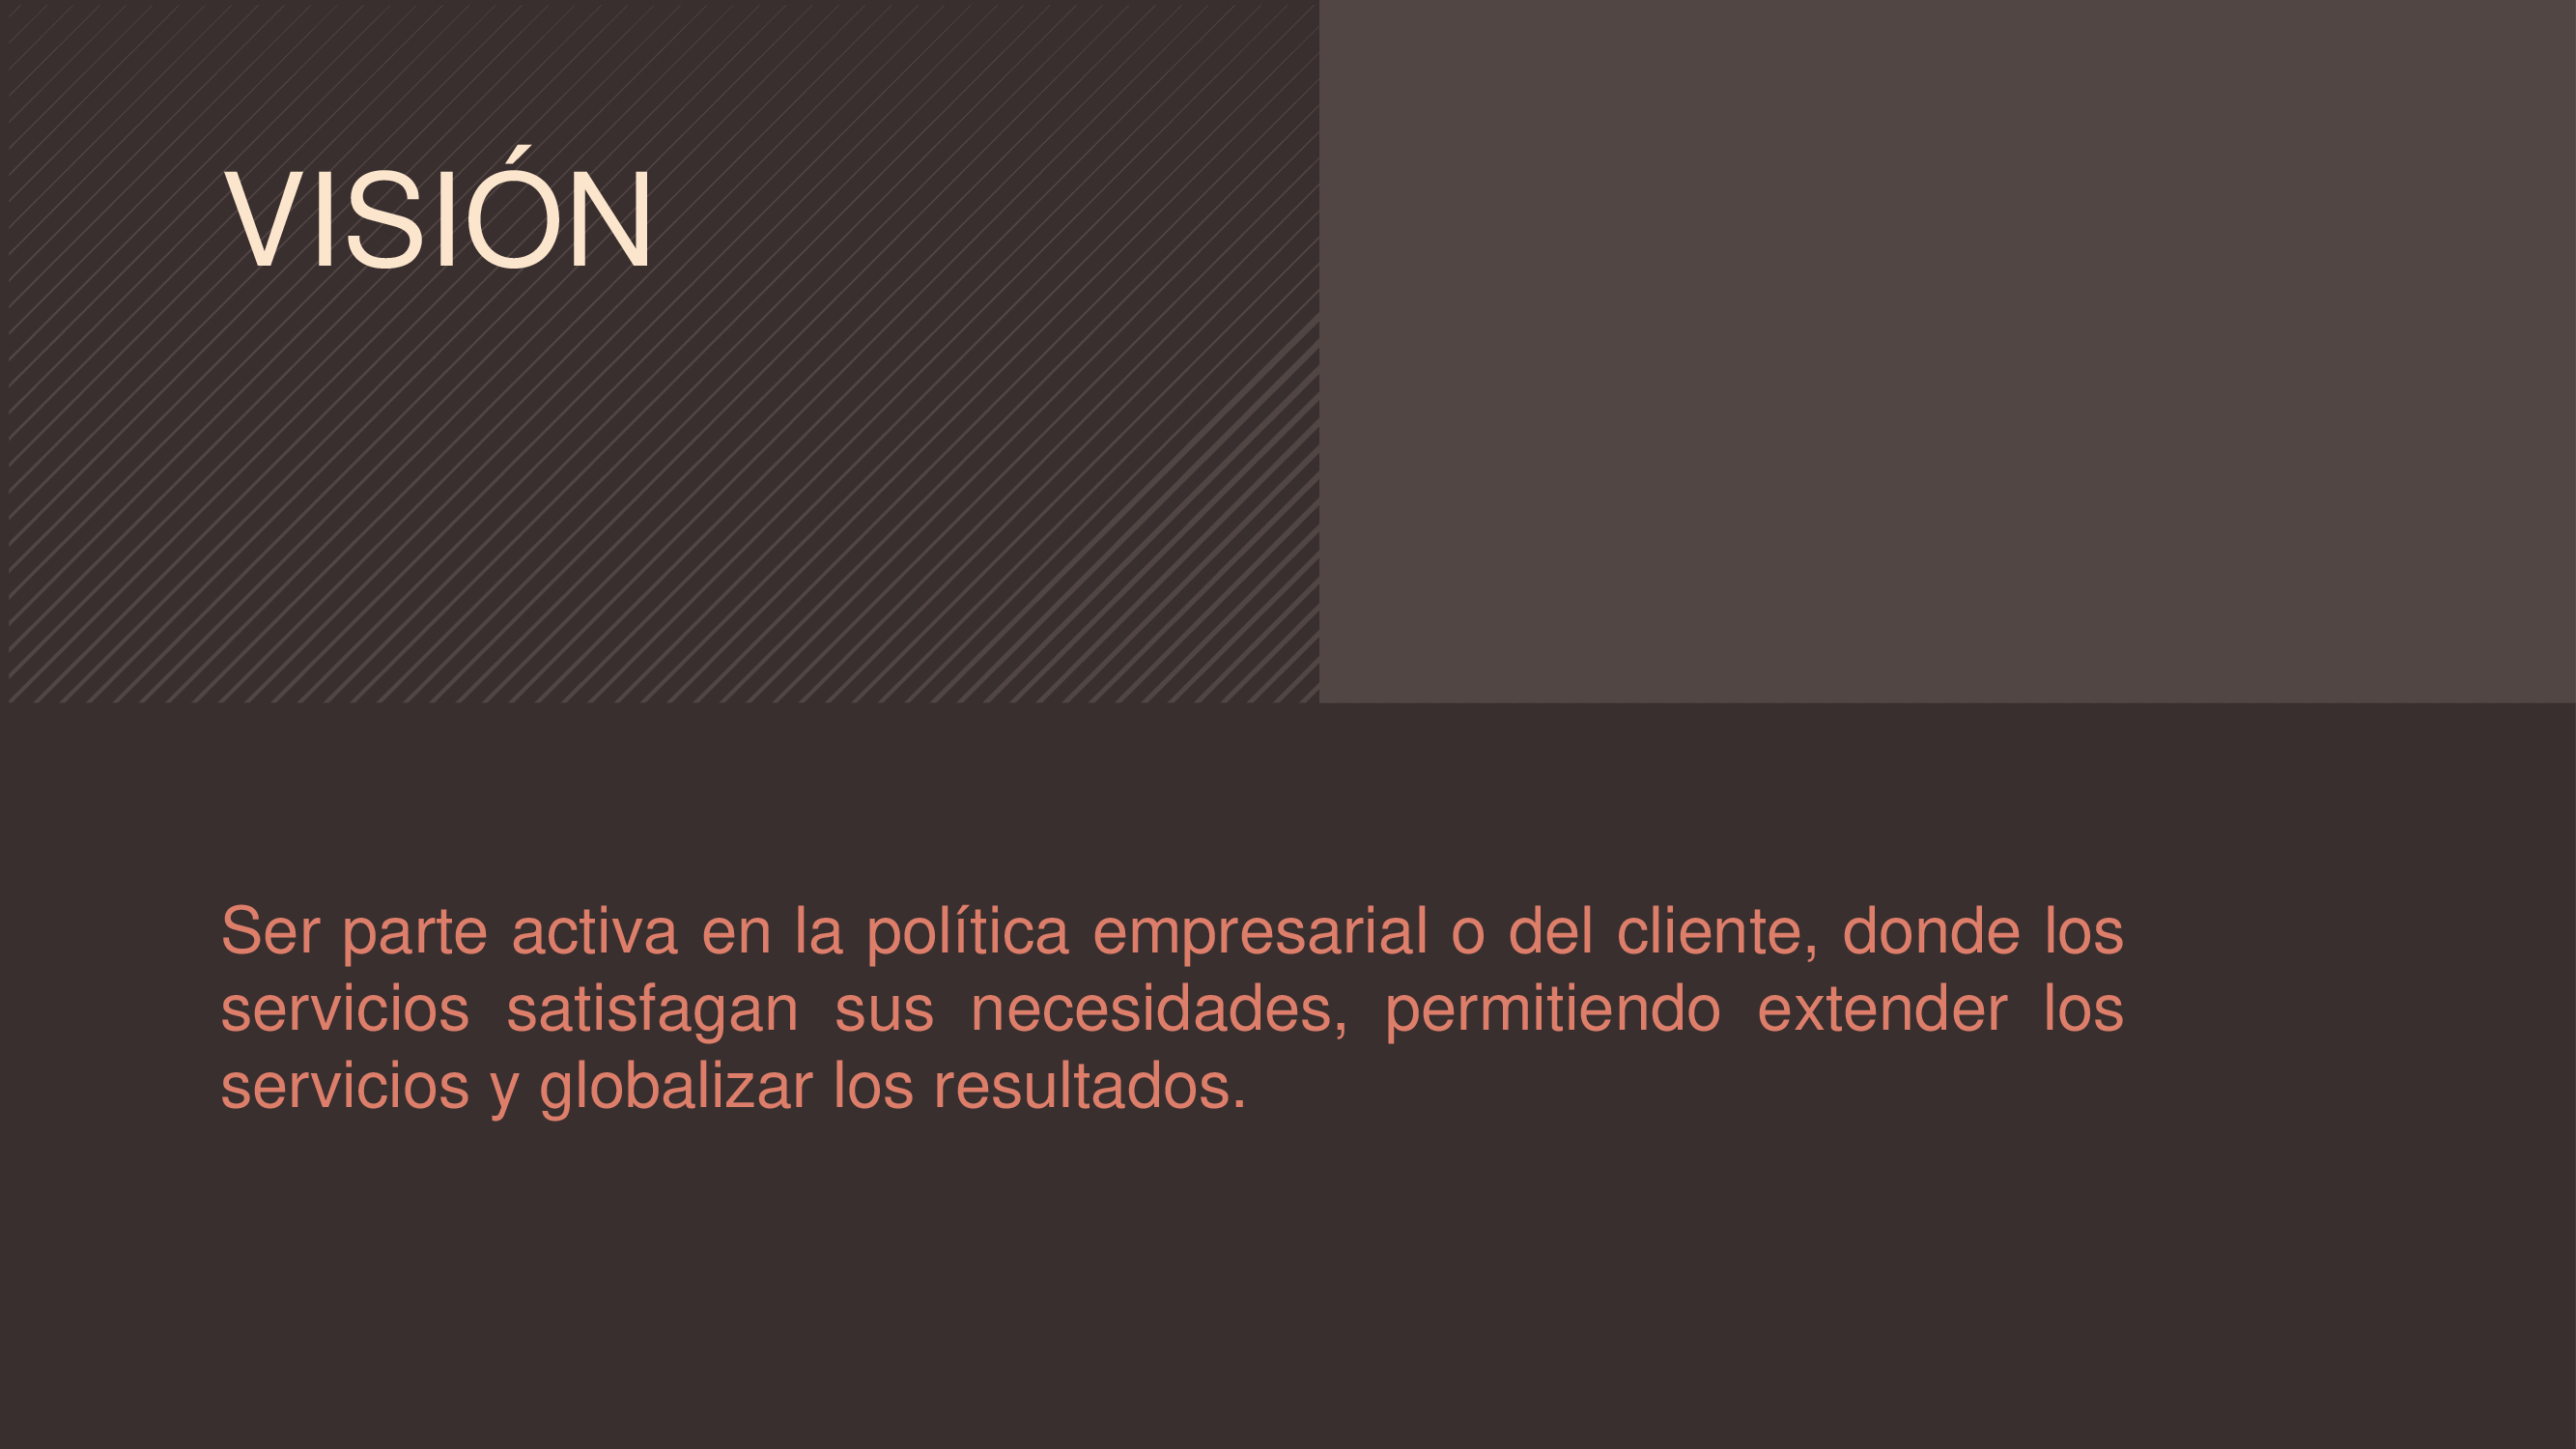 VISIÓN
Ser parte activa en la política empresarial o del cliente, donde los
servicios satisfagan sus necesidades, permitiendo extender los
servicios y globalizar los resultados.